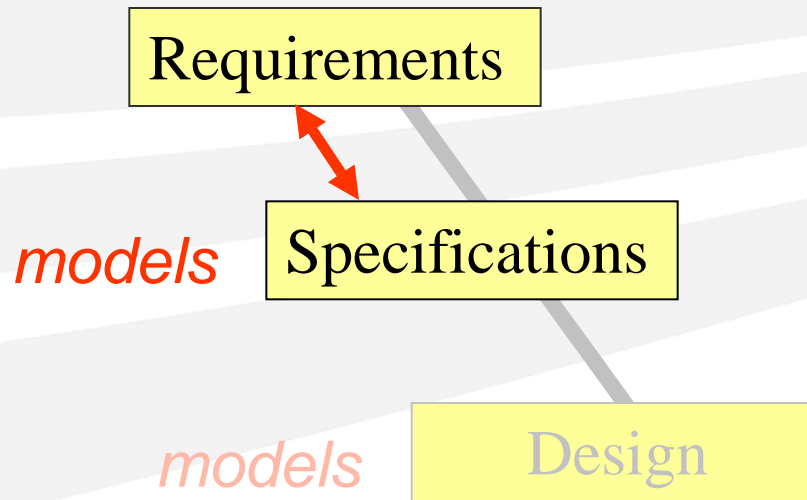 Requirements
models
Specifications
models
Design